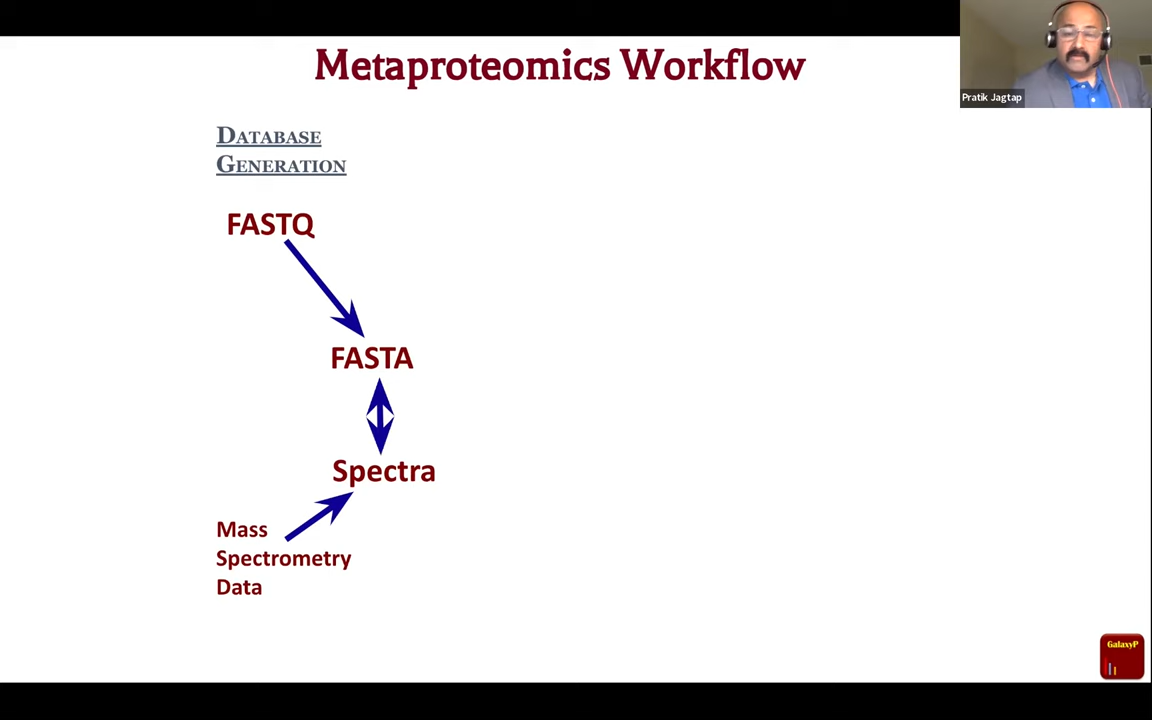 Metaproteomics Workflow
Pratik Jagtap
DATABASE
GENERATION
FASTQ
FASTA
Spectra
Mass
Spectrometry
Data
GalaxyP